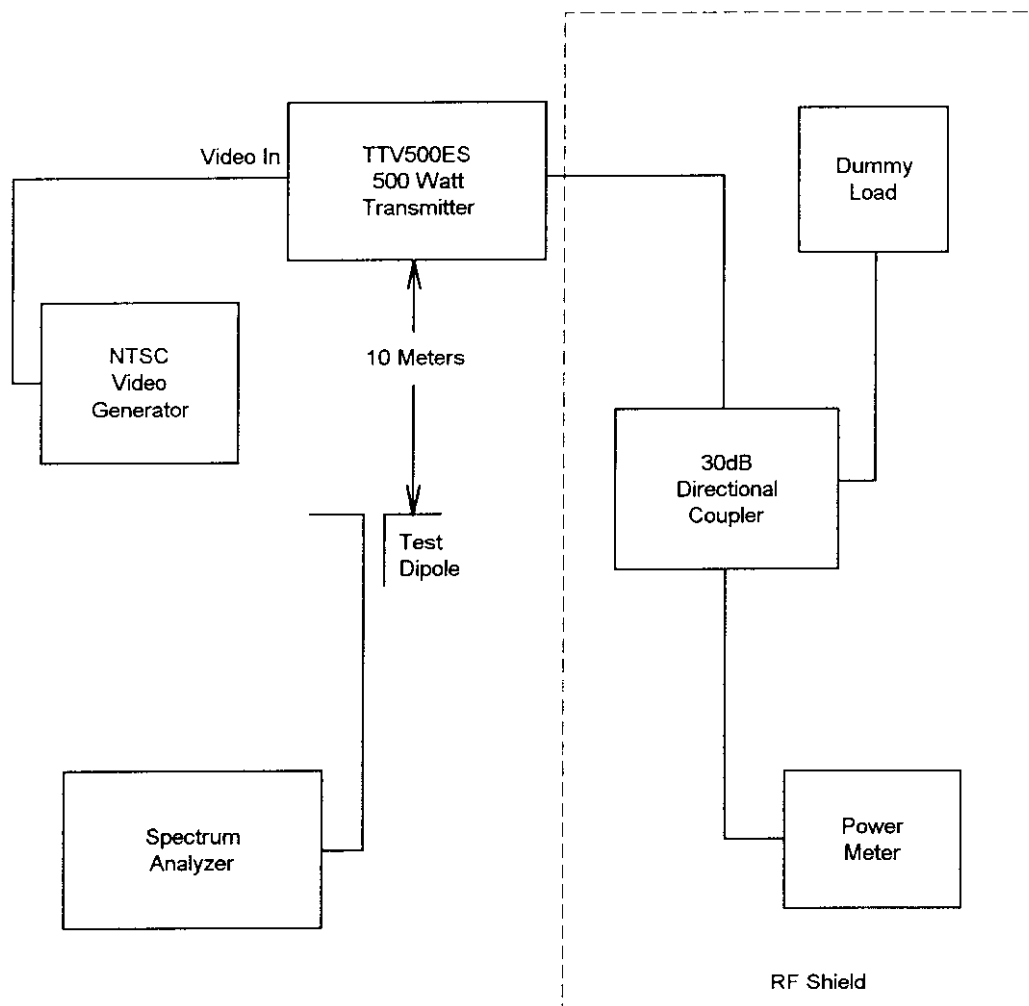 Video In
TTV500ES
500 Watt
Transmitter
Dummy
Load
NTSC
Video
Generator
10 Meters
30dB
Directional
Coupler
Test
Dipole
Spectrum
Analyzer
Power
Meter
RF Shield